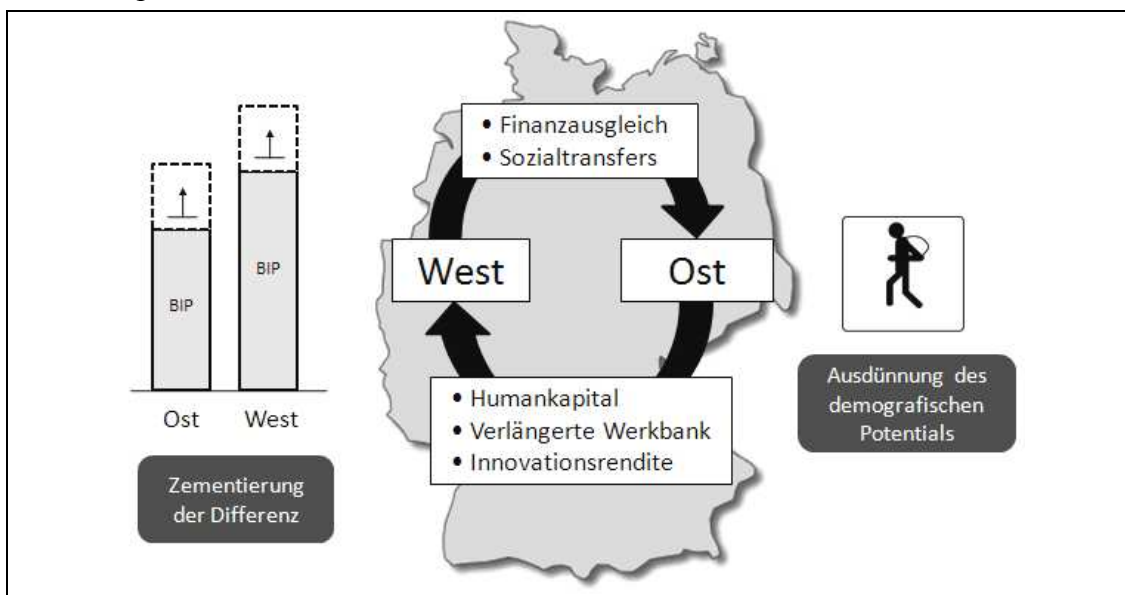 • Finanzausgleich
• Sozialtransfers
West
Ost
• Humankapital
• Verlängerte Werkbank
• Innovationsrendite
BIP
BIP
Ost
West
Zementierung
der Differenz
Ausdünnung des
demografischen
Potentials